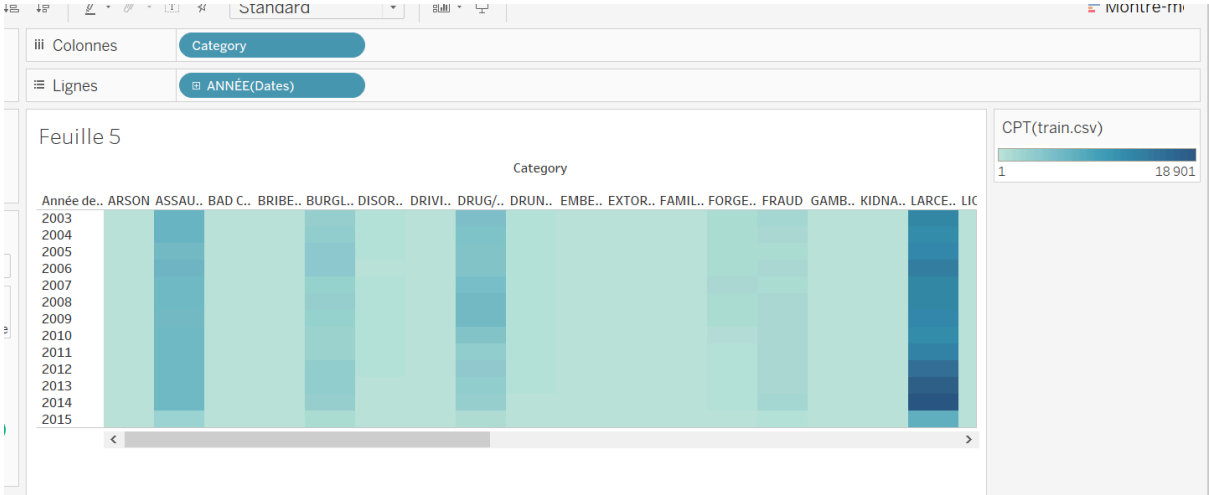 Standard
Montre-m
Colonnes
Category
Lignes
ANNÉE(Dates)
Feuille 5
CPT(train.csv)
1 18 901
Category
Année de.. ARSON ASSAU.. BAD C.. BRIBE.. BURGL.. DISOR.. DRIVI.. DRUG/.. DRUN.. EMBE.. EXTOR.. FAMIL.. FORGE.. FRAUD GAMB.. KIDNA.. LARCE.. LIC
2003
2004
2005
2006
2007
2008
2009
2010
2011
2012
2013
2014
2015